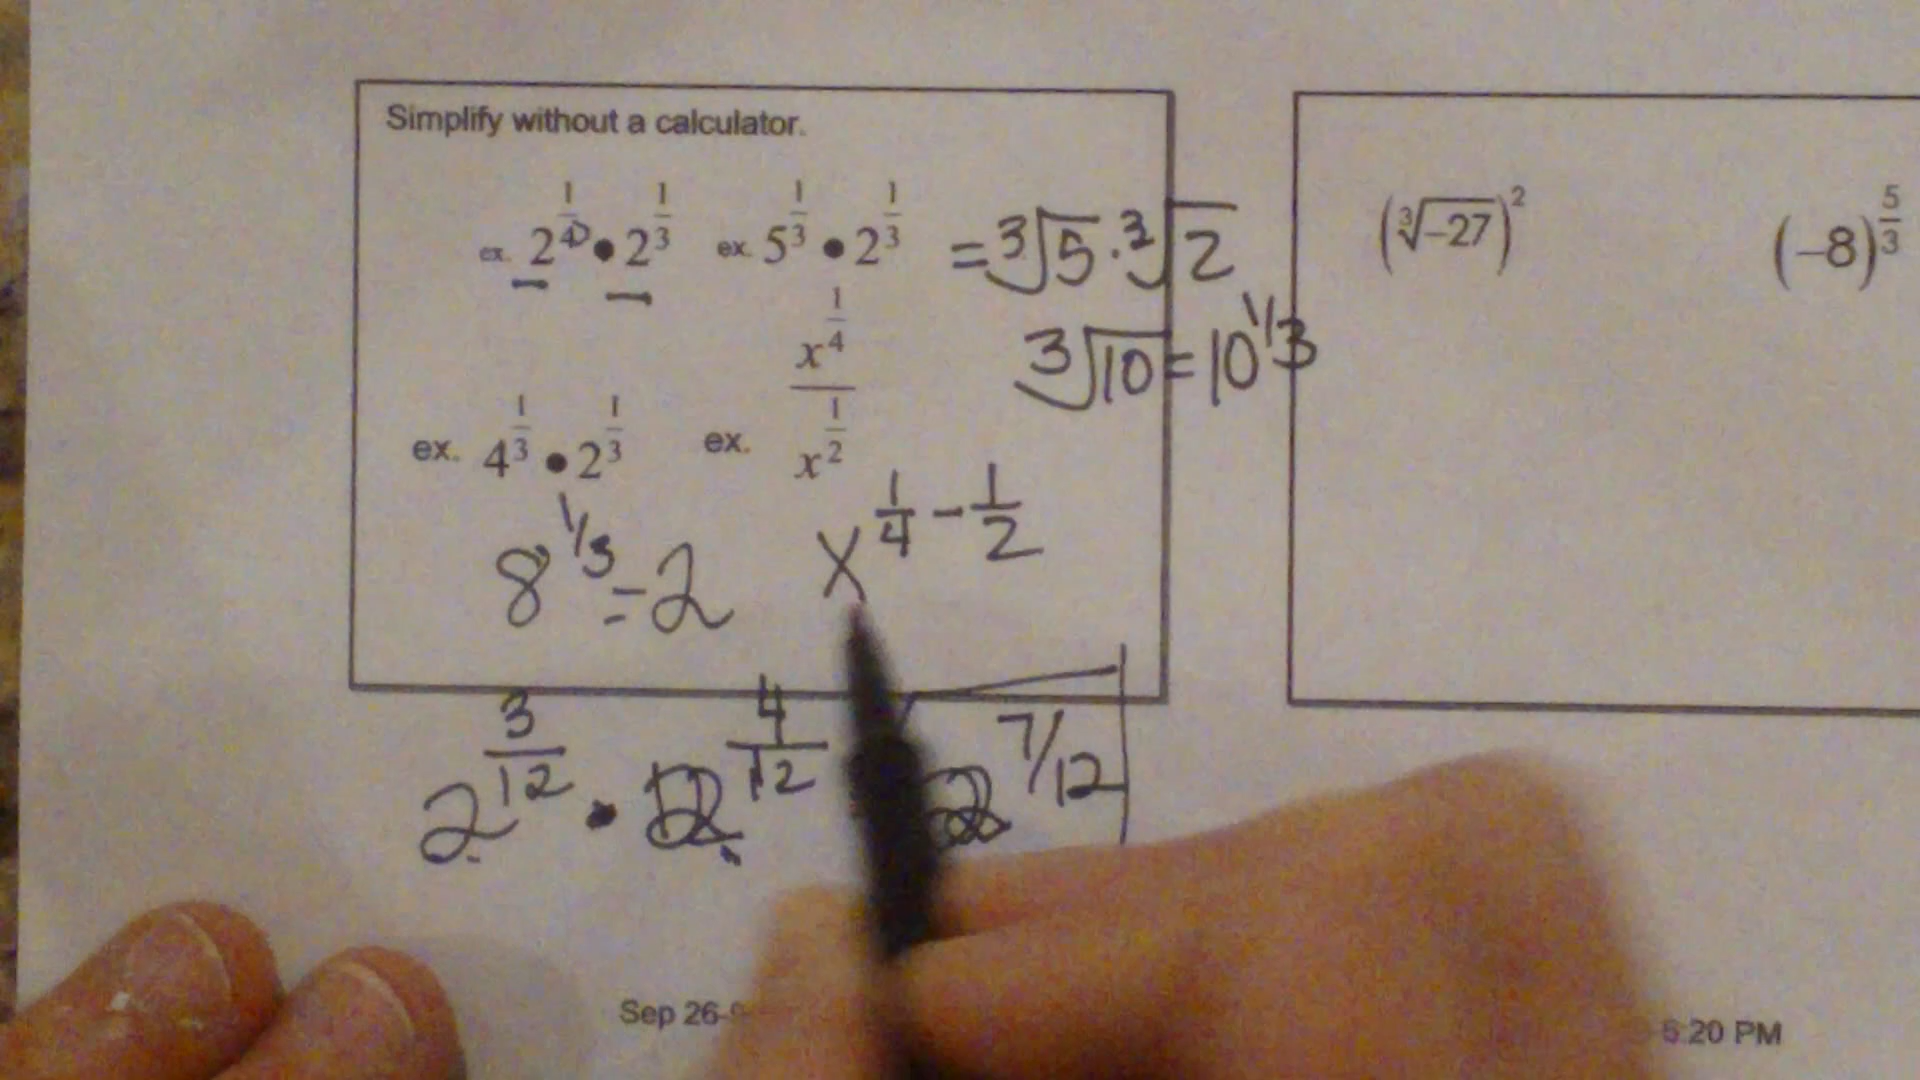 Simplify without a calculator.
ex. 2^{1/4} • 2^{1/3} ex. 5^{1/3} • 2^{1/3} = ∛5 · ∛2
∛10 = 10^{1/3}
ex. 4^{1/3} • 2^{1/3} ex. x^{1/4} / x^{1/2}
8^{1/3} = 2 x^{1/4 - 1/2}
2^{3/12} • 2^{4/12} 2^{7/12}
(∛-27)^2 (-8)^{5/3}
Sep 26-
5:20 PM